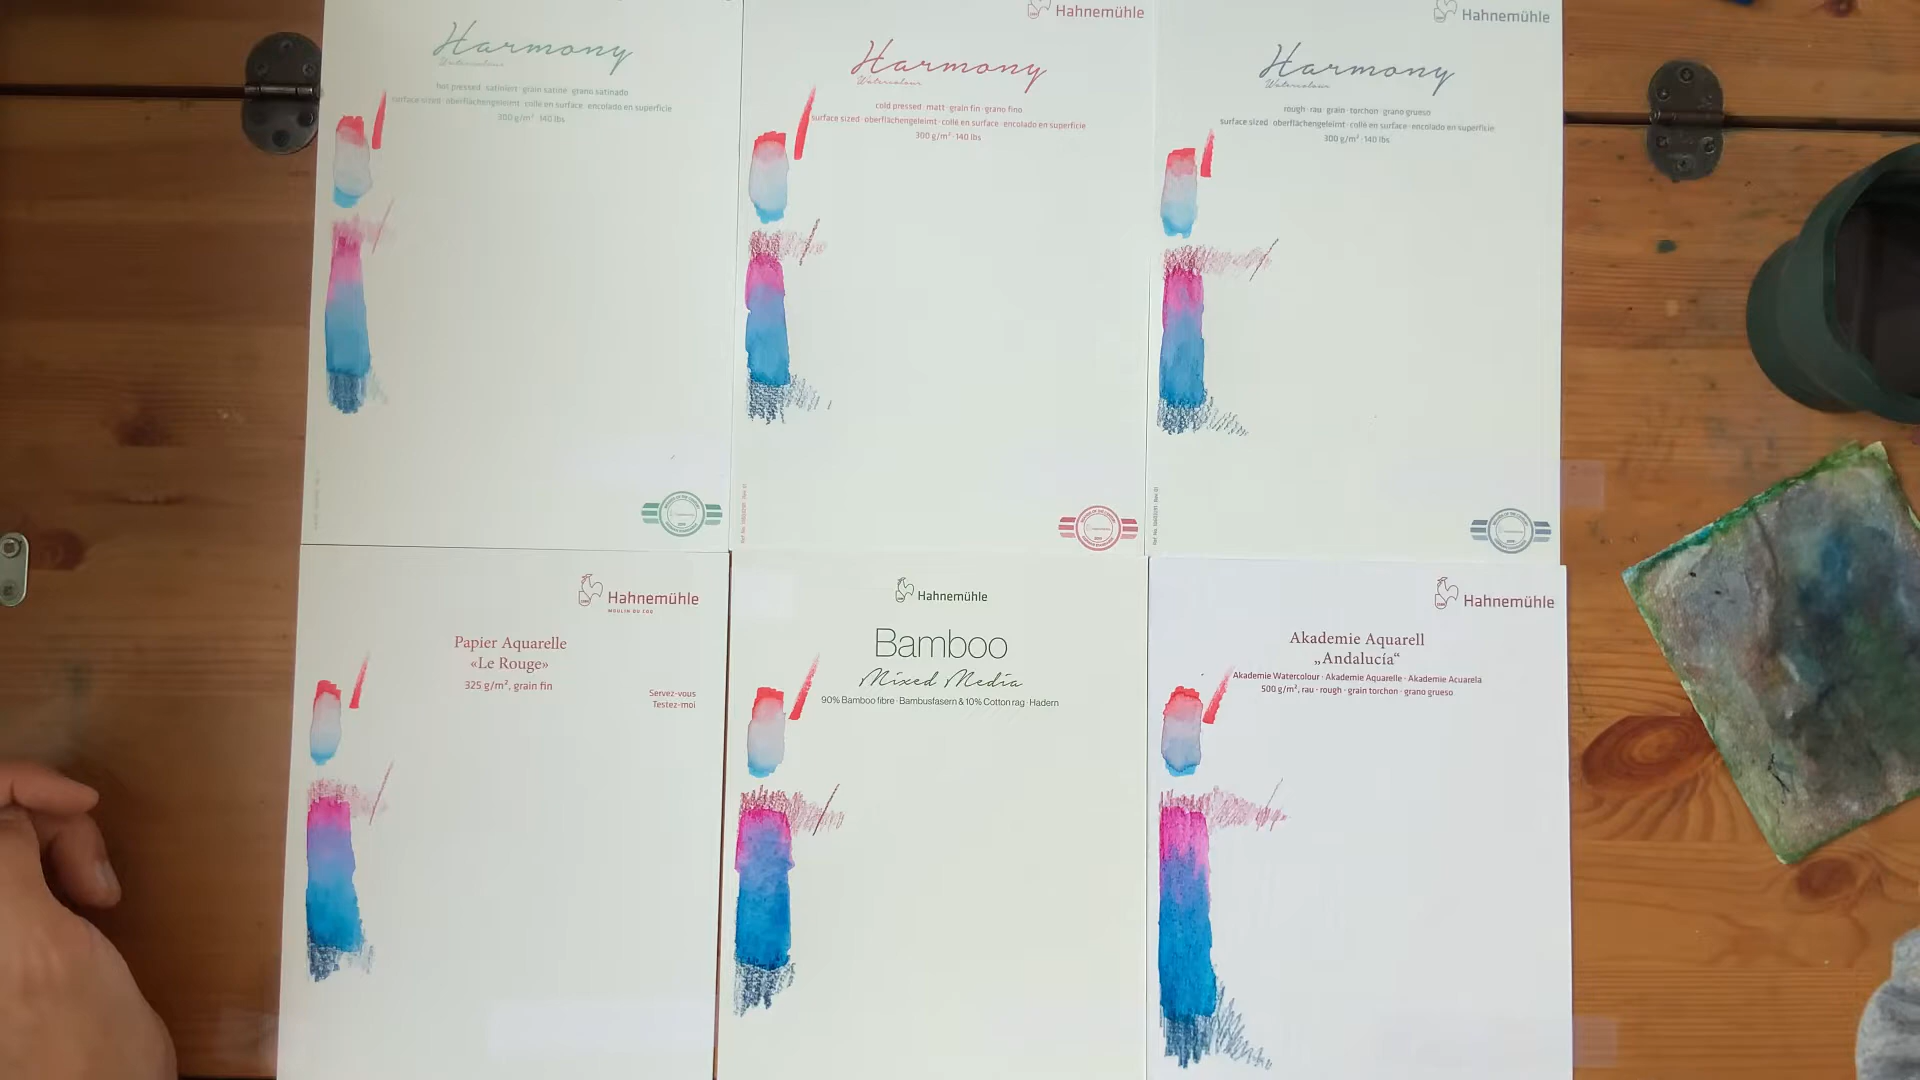 Harmony
Watercolour
hot pressed · satiniert · grain satiné · grano satinado
surface sized · oberflächengeleimt · collé en surface · encolado en superficie
300 g/m² · 140 lbs
Hahnemühle
Harmony
Watercolour
cold pressed · matt · grain fin · grano fino
surface sized · oberflächengeleimt · collé en surface · encolado en superficie
300 g/m² · 140 lbs
Hahnemühle
Harmony
Watercolour
rough · rau · grain · torchon · grano grueso
surface sized · oberflächengeleimt · collé en surface · encolado en superficie
300 g/m² · 140 lbs
Hahnemühle
MOULIN DU COQ
Papier Aquarelle
«Le Rouge»
325 g/m², grain fin
Servez-vous
Testez-moi
Hahnemühle
Bamboo
Mixed Media
90% Bamboo fibre · Bambusfasern & 10% Cotton rag · Hadern
Hahnemühle
Akademie Aquarell
„Andalucía“
Akademie Watercolour · Akademie Aquarelle · Akademie Acuarela
500 g/m², rau · rough · grain torchon · grano grueso